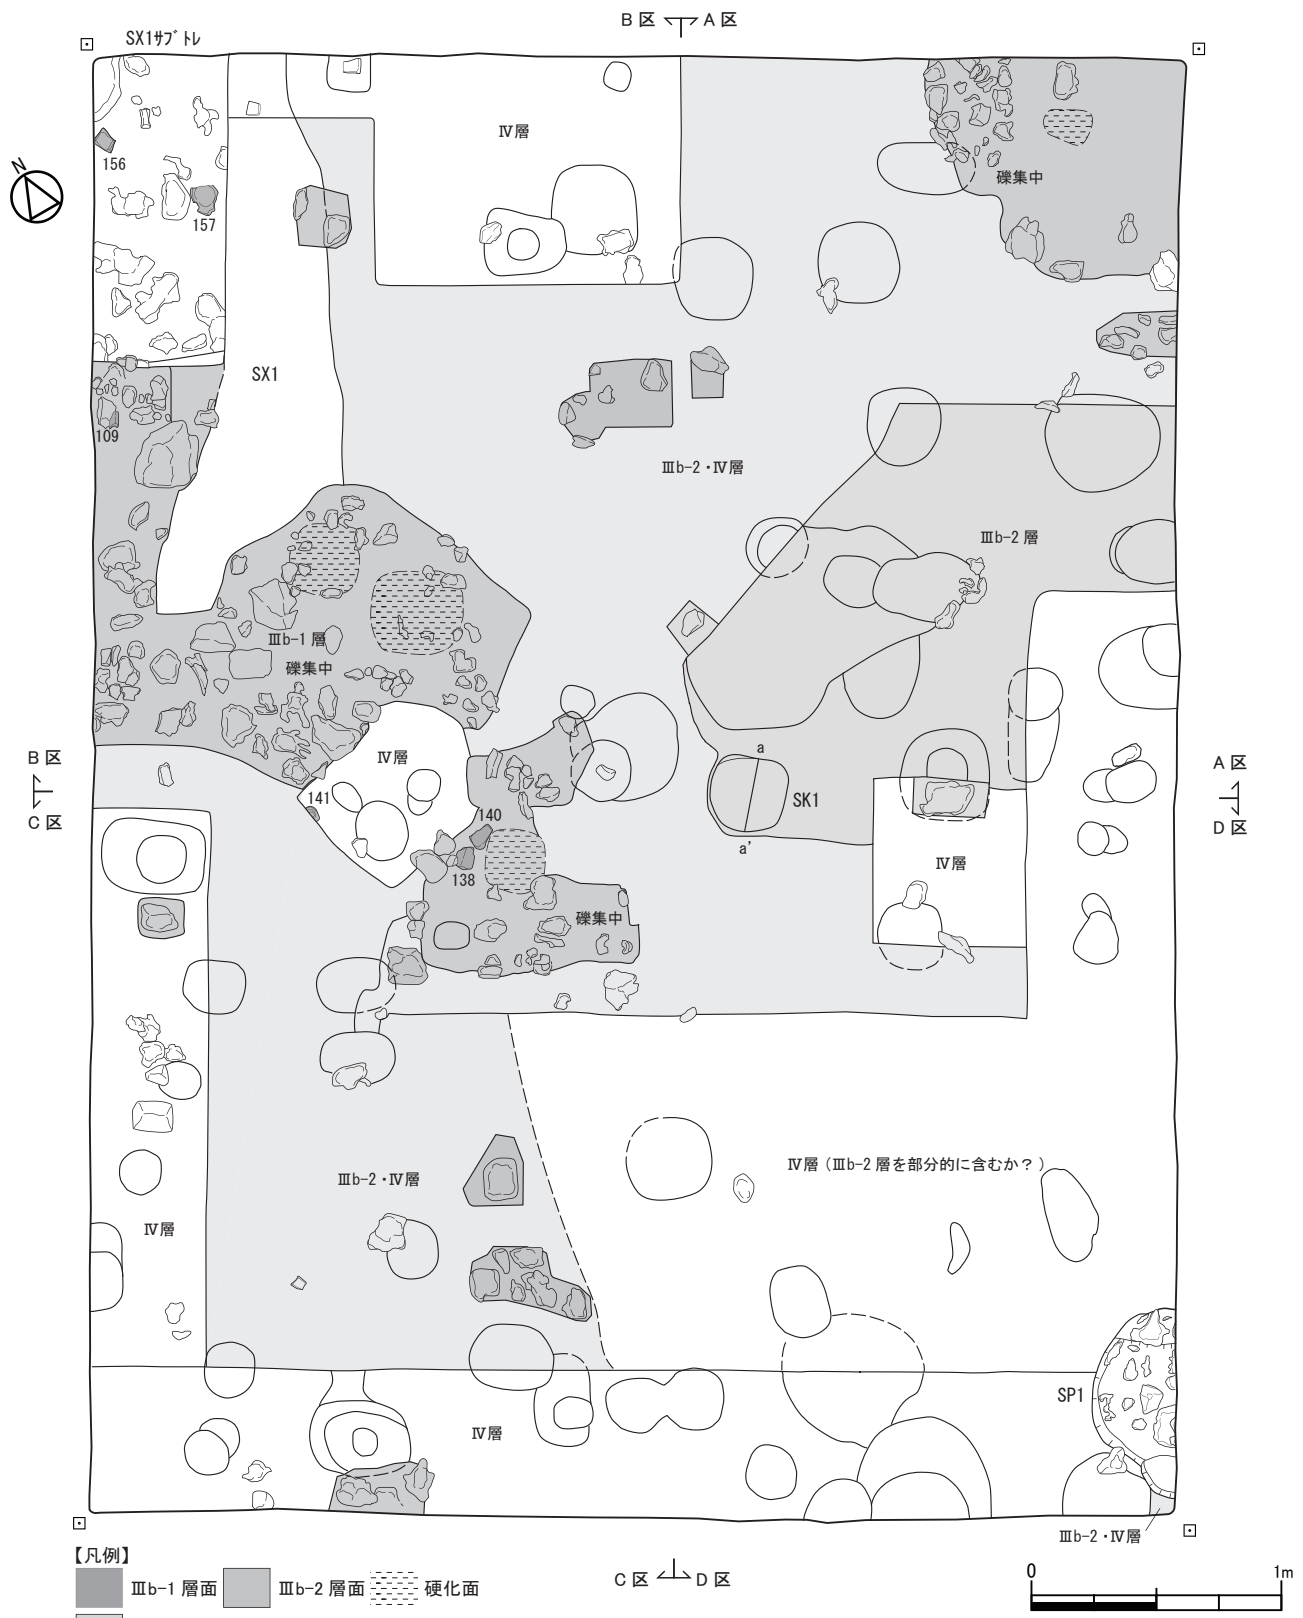 B区 A区
SX1ｻﾌﾞﾄﾚ
N
Ⅳ層
156
礫集中
157
SX1
109
Ⅲb-2・Ⅳ層
Ⅲb-2層
Ⅲb-1層
礫集中
a
B区
C区
Ⅳ層
A区
D区
141
SK1
140
a'
Ⅳ層
138
礫集中
Ⅳ層（Ⅲb-2層を部分的に含むか？）
Ⅲb-2・Ⅳ層
Ⅳ層
SP1
Ⅳ層
Ⅲb-2・Ⅳ層
【凡例】
Ⅲb-1層面 Ⅲb-2層面 硬化面
C区 D区
0 1m